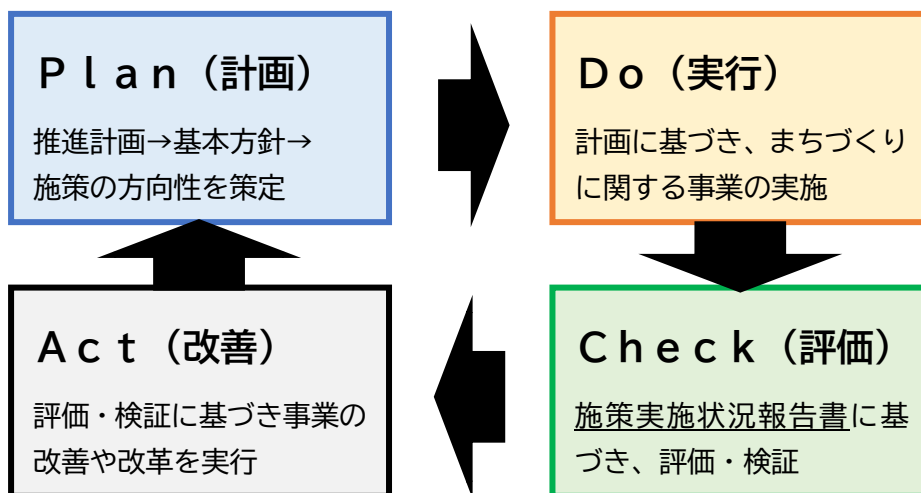 Ｐｌａｎ（計画）
推進計画→基本方針→
施策の方向性を策定
Ｄｏ（実行）
計画に基づき、まちづくり
に関する事業の実施
Ａｃｔ（改善）
評価・検証に基づき事業の
改善や改革を実行
Ｃｈｅｃｋ（評価）
施策実施状況報告書に基
づき、評価・検証